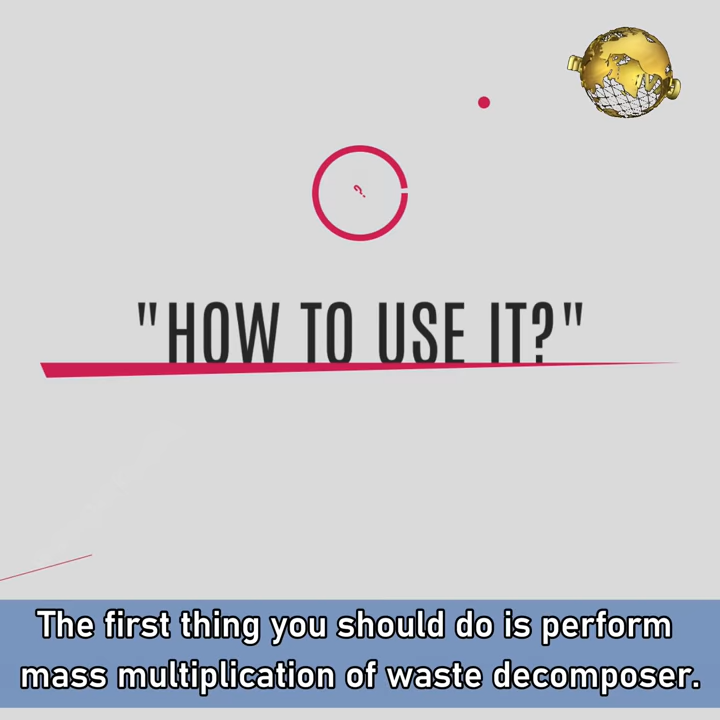 ?
"HOW TO USE IT?"
The first thing you should do is perform
mass multiplication of waste decomposer.